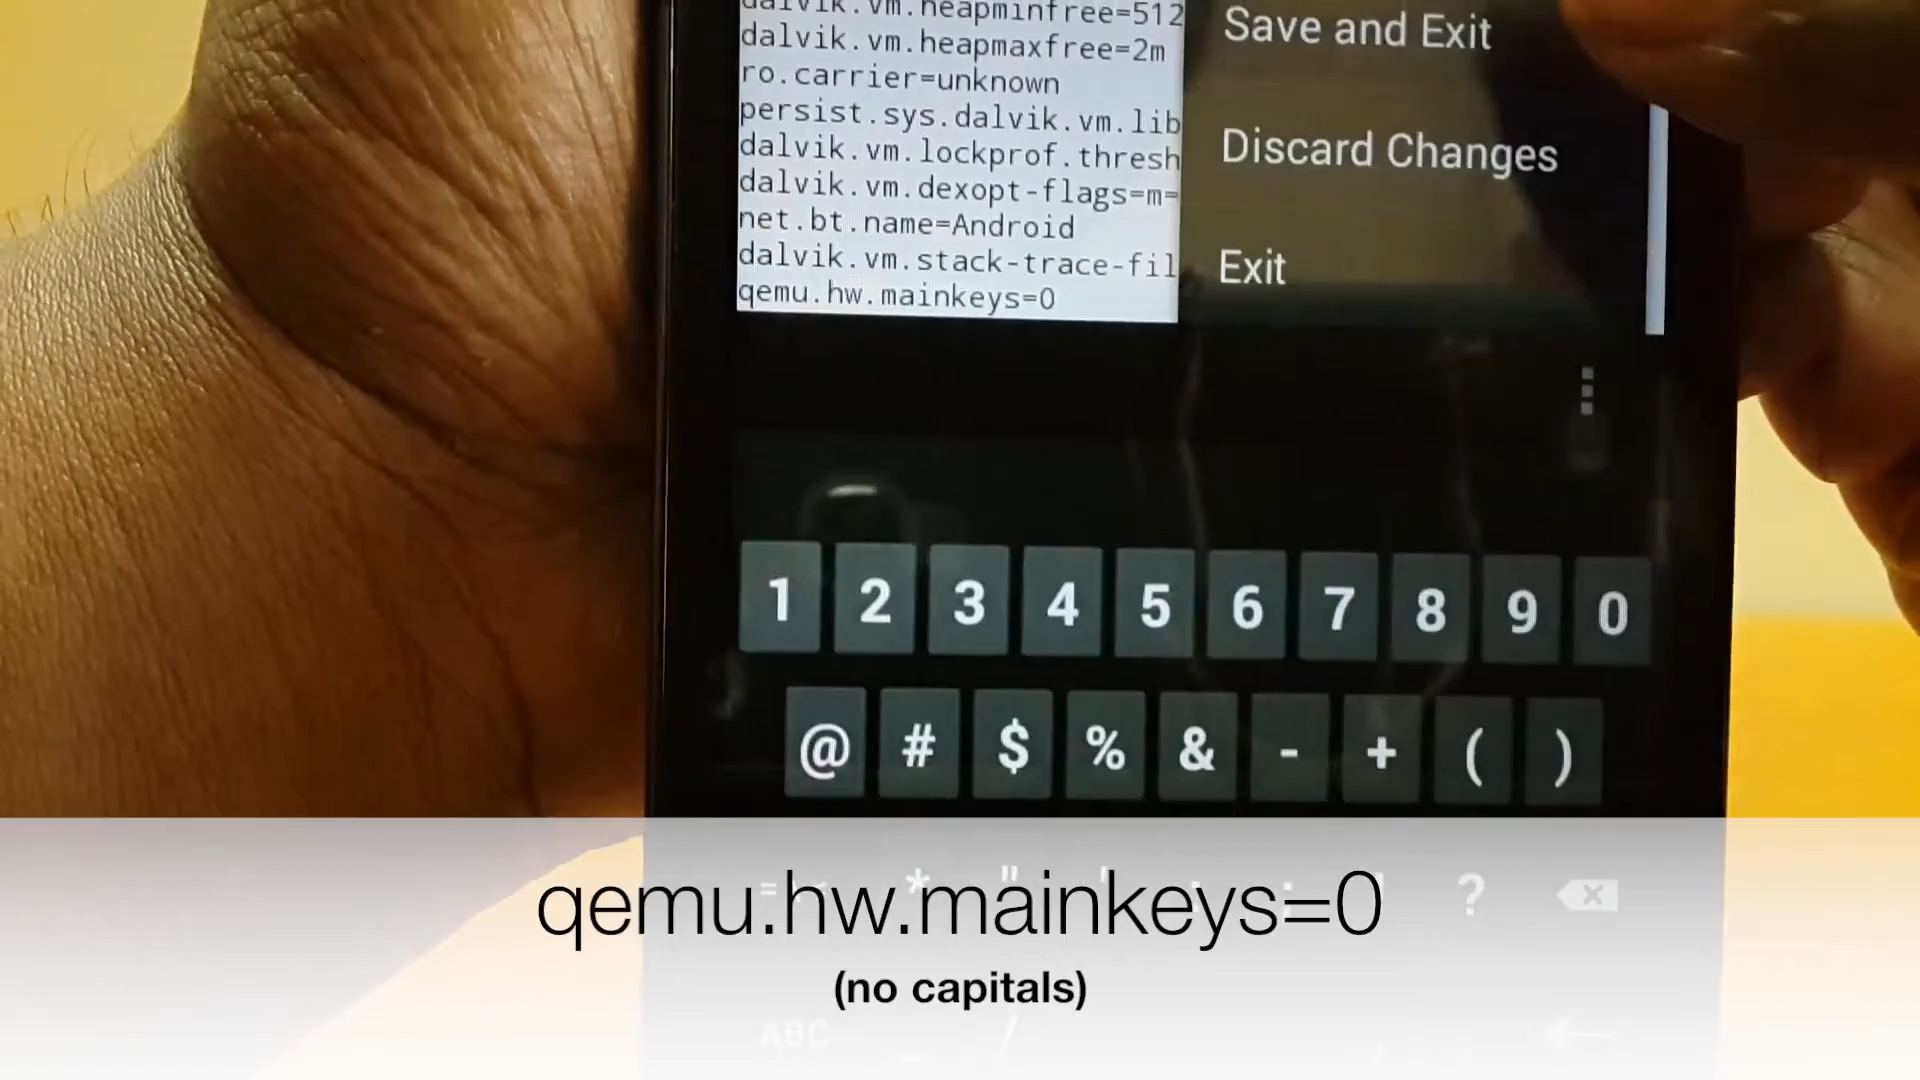 dalvik.vm.heapminfree=512
dalvik.vm.heapmaxfree=2m
ro.carrier=unknown
persist.sys.dalvik.vm.lib
dalvik.vm.lockprof.thresh
dalvik.vm.dexopt-flags=m=
net.bt.name=Android
dalvik.vm.stack-trace-fil
qemu.hw.mainkeys=0
Save and Exit
Discard Changes
Exit
1 2 3 4 5 6 7 8 9 0
@ # $ % & - + ( )
* " ' : ; ! ?
qemu.hw.mainkeys=0
(no capitals)
ABC _ /